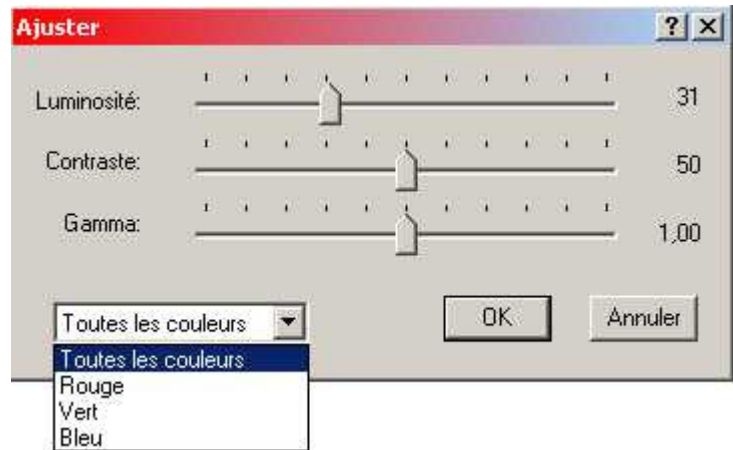 Ajuster
Luminosité: 31
Contraste: 50
Gamma: 1,00
Toutes les couleurs OK Annuler
Toutes les couleurs
Rouge
Vert
Bleu